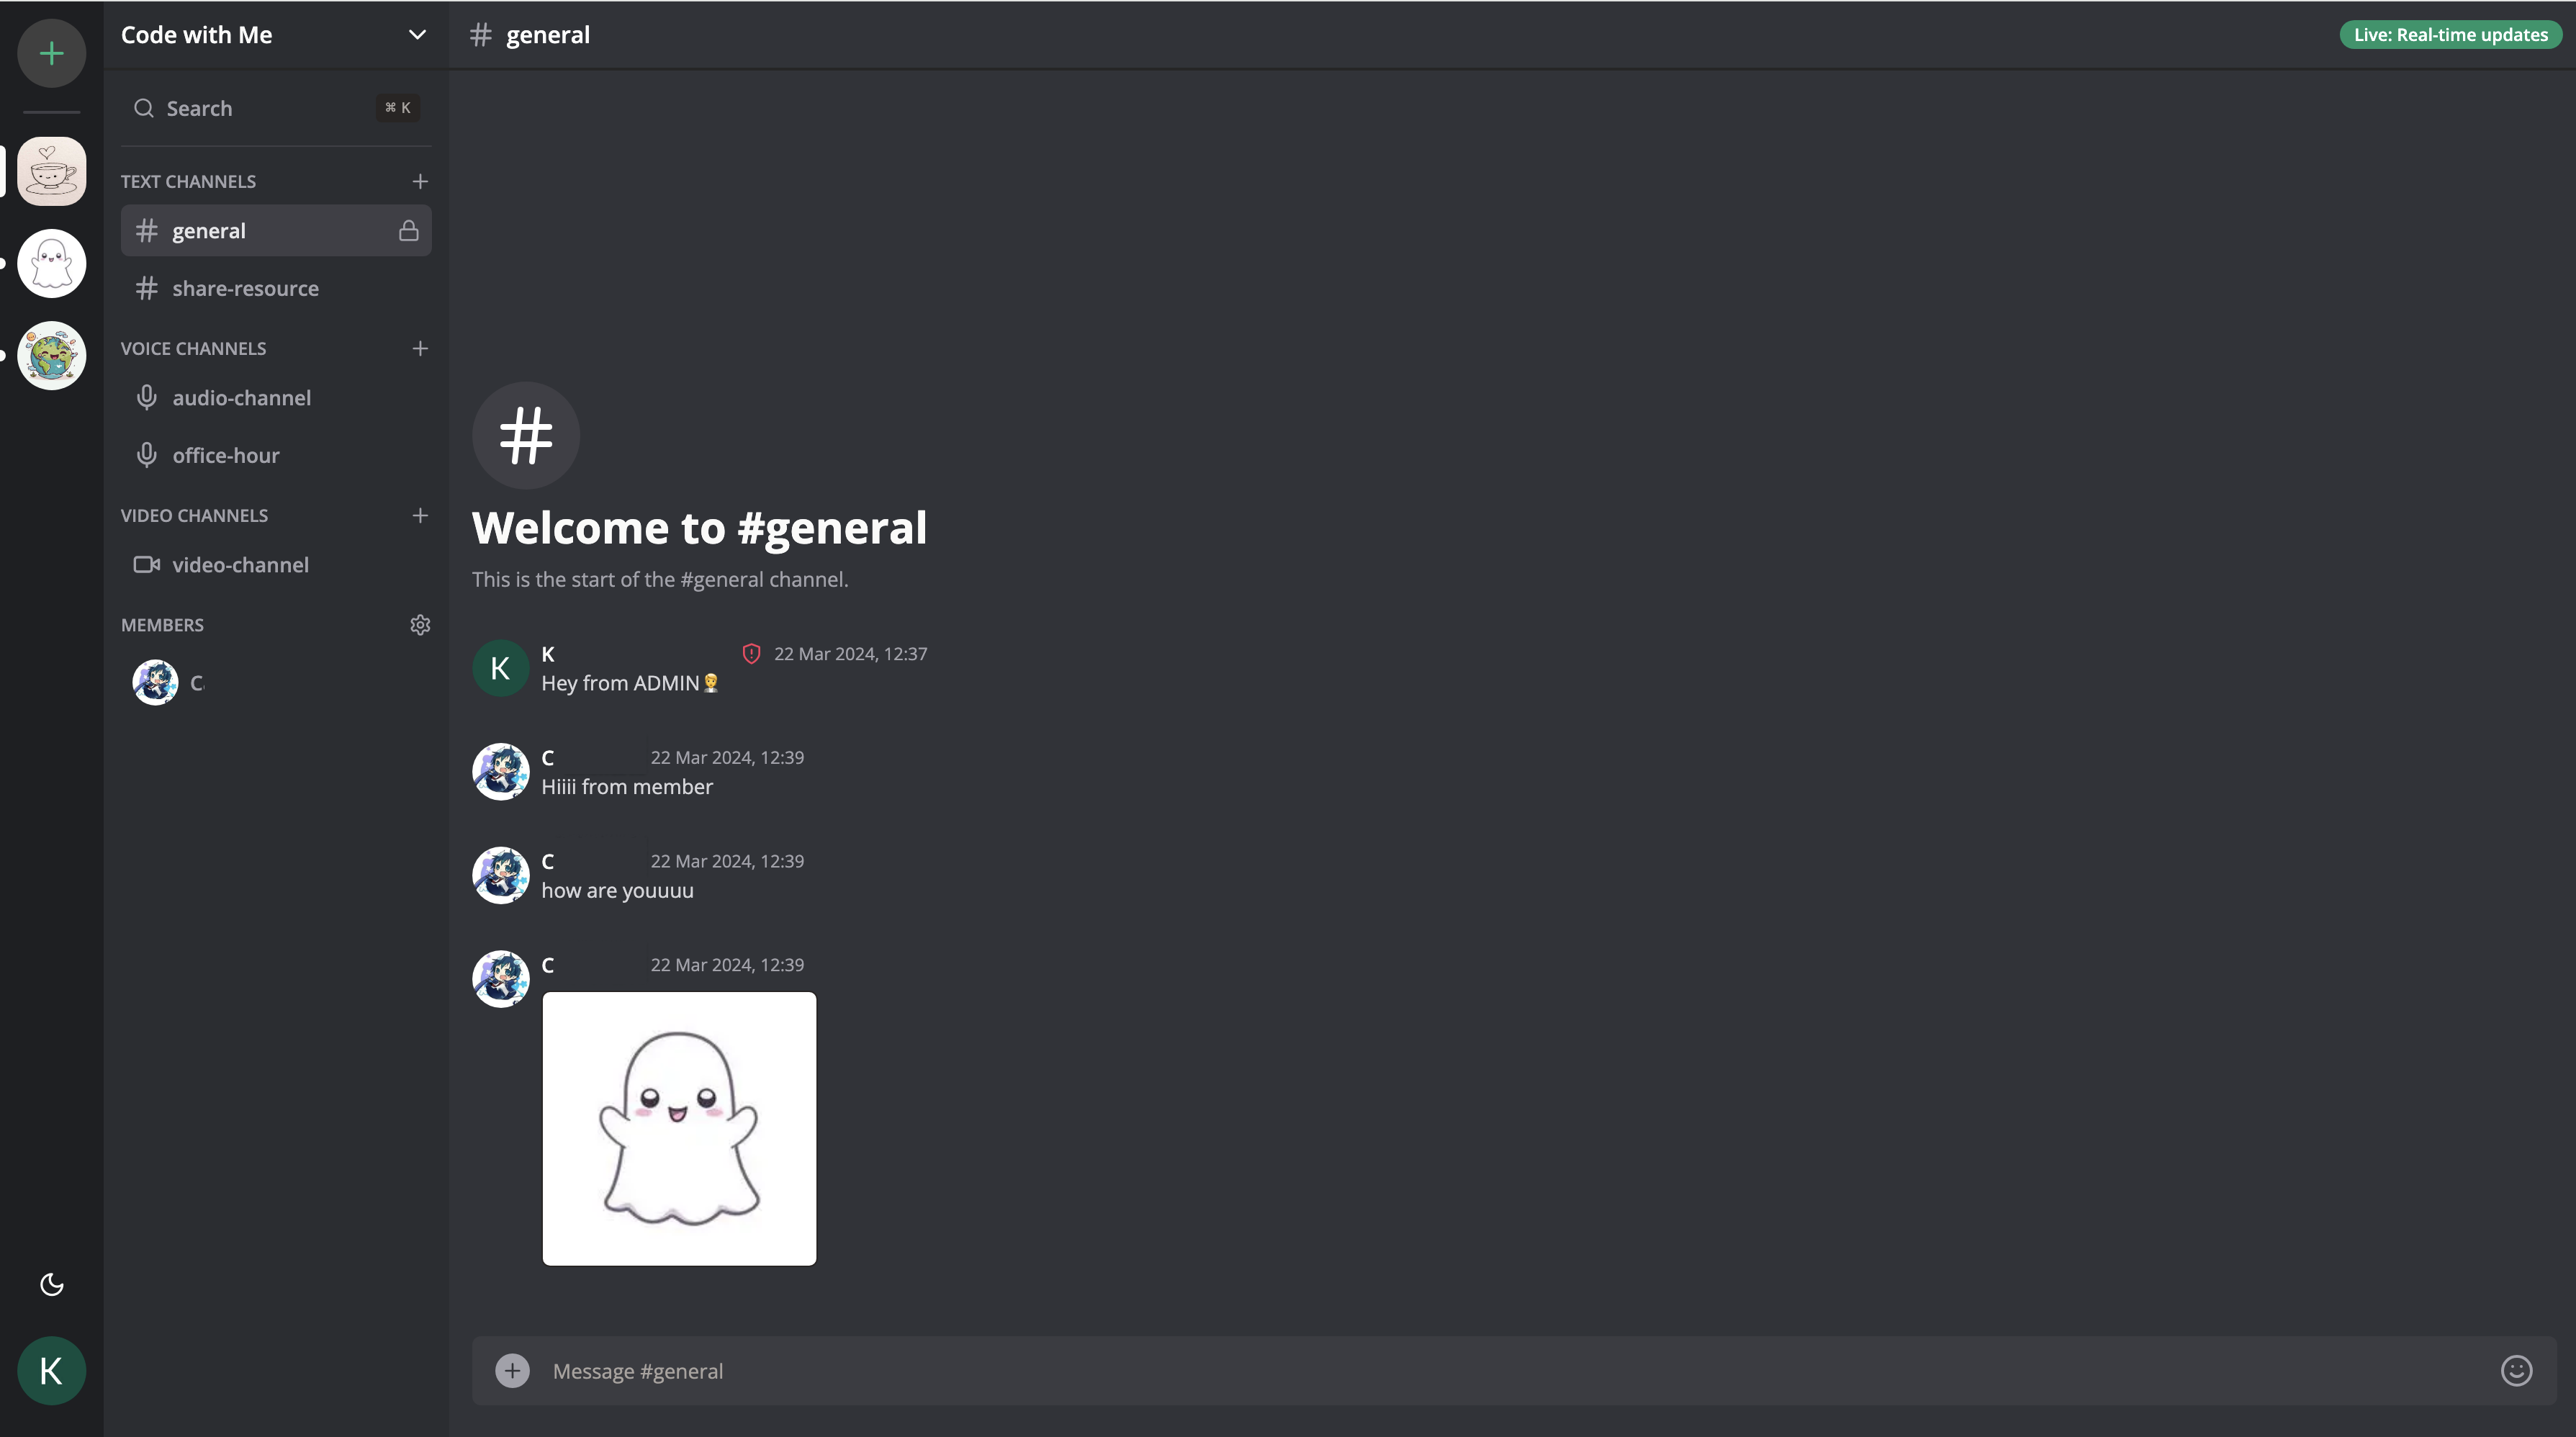 Code with Me
Search
⌘ K
TEXT CHANNELS
general
share-resource
VOICE CHANNELS
audio-channel
office-hour
VIDEO CHANNELS
video-channel
MEMBERS
C
K
# general
Live: Real-time updates
#
Welcome to #general
This is the start of the #general channel.
K
K 22 Mar 2024, 12:37
Hey from ADMIN
C 22 Mar 2024, 12:39
Hiiii from member
C 22 Mar 2024, 12:39
how are youuuu
C 22 Mar 2024, 12:39
Message #general